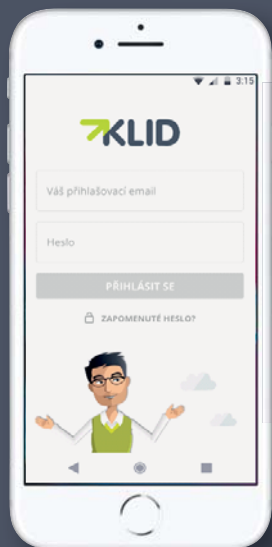 3:15
KLID
Váš přihlašovací email
Heslo
PŘIHLÁSIT SE
ZAPOMENUTÉ HESLO?